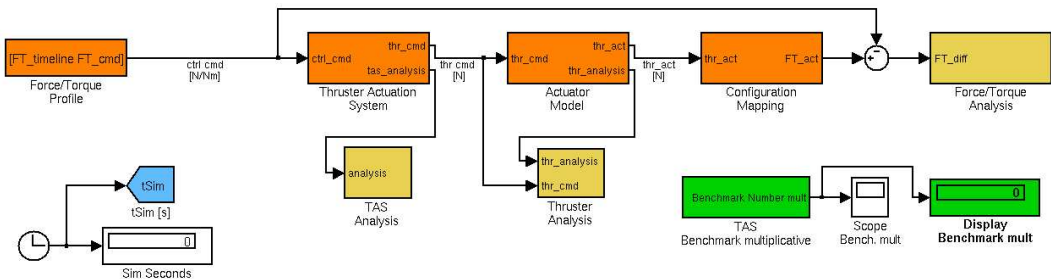 [FT_timeline FT_cmd]
Force/Torque
Profile
ctrl cmd
[N/Nm]
ctrl_cmd
thr_cmd
tas_analysis
Thruster Actuation
System
thr_cmd
[N]
thr_cmd
thr_act
thr_analysis
Actuator
Model
thr_act
[N]
thr_act
FT_act
Configuration
Mapping
+
-
FT_diff
Force/Torque
Analysis
analysis
TAS
Analysis
thr_analysis
thr_cmd
Thruster
Analysis
tSim
tSim [s]
0
Sim Seconds
Benchmark Number mult
TAS
Benchmark multiplicative
Scope
Bench. mult
0
Display
Benchmark mult